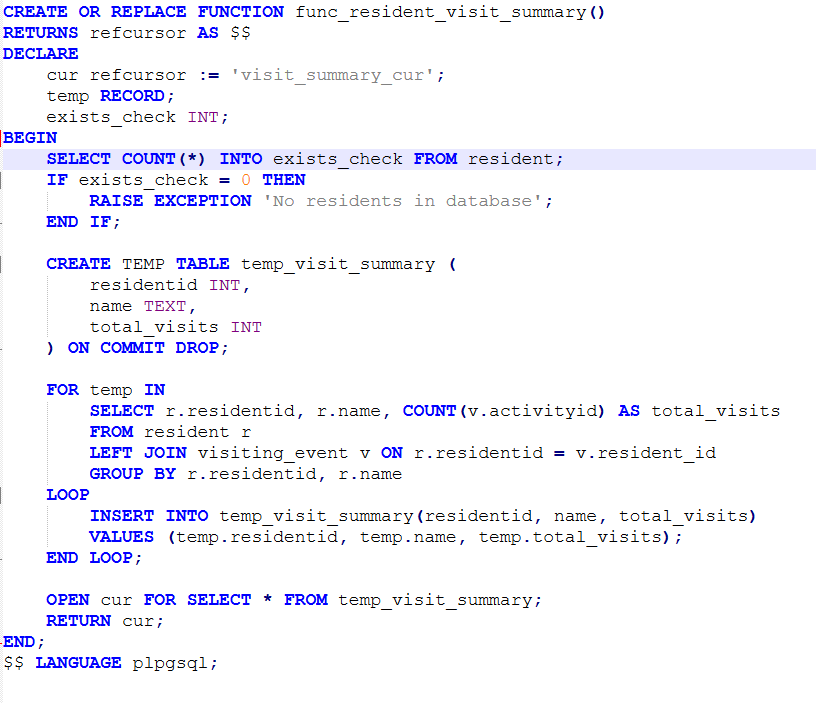 CREATE OR REPLACE FUNCTION func_resident_visit_summary()
RETURNS refcursor AS $$
DECLARE
    cur refcursor := 'visit_summary_cur';
    temp RECORD;
    exists_check INT;
BEGIN
    SELECT COUNT(*) INTO exists_check FROM resident;
    IF exists_check = 0 THEN
        RAISE EXCEPTION 'No residents in database';
    END IF;

    CREATE TEMP TABLE temp_visit_summary (
        residentid INT,
        name TEXT,
        total_visits INT
    ) ON COMMIT DROP;

    FOR temp IN
        SELECT r.residentid, r.name, COUNT(v.activityid) AS total_visits
        FROM resident r
        LEFT JOIN visiting_event v ON r.residentid = v.resident_id
        GROUP BY r.residentid, r.name
    LOOP
        INSERT INTO temp_visit_summary(residentid, name, total_visits)
        VALUES (temp.residentid, temp.name, temp.total_visits);
    END LOOP;

    OPEN cur FOR SELECT * FROM temp_visit_summary;
    RETURN cur;
END;
$$ LANGUAGE plpgsql;